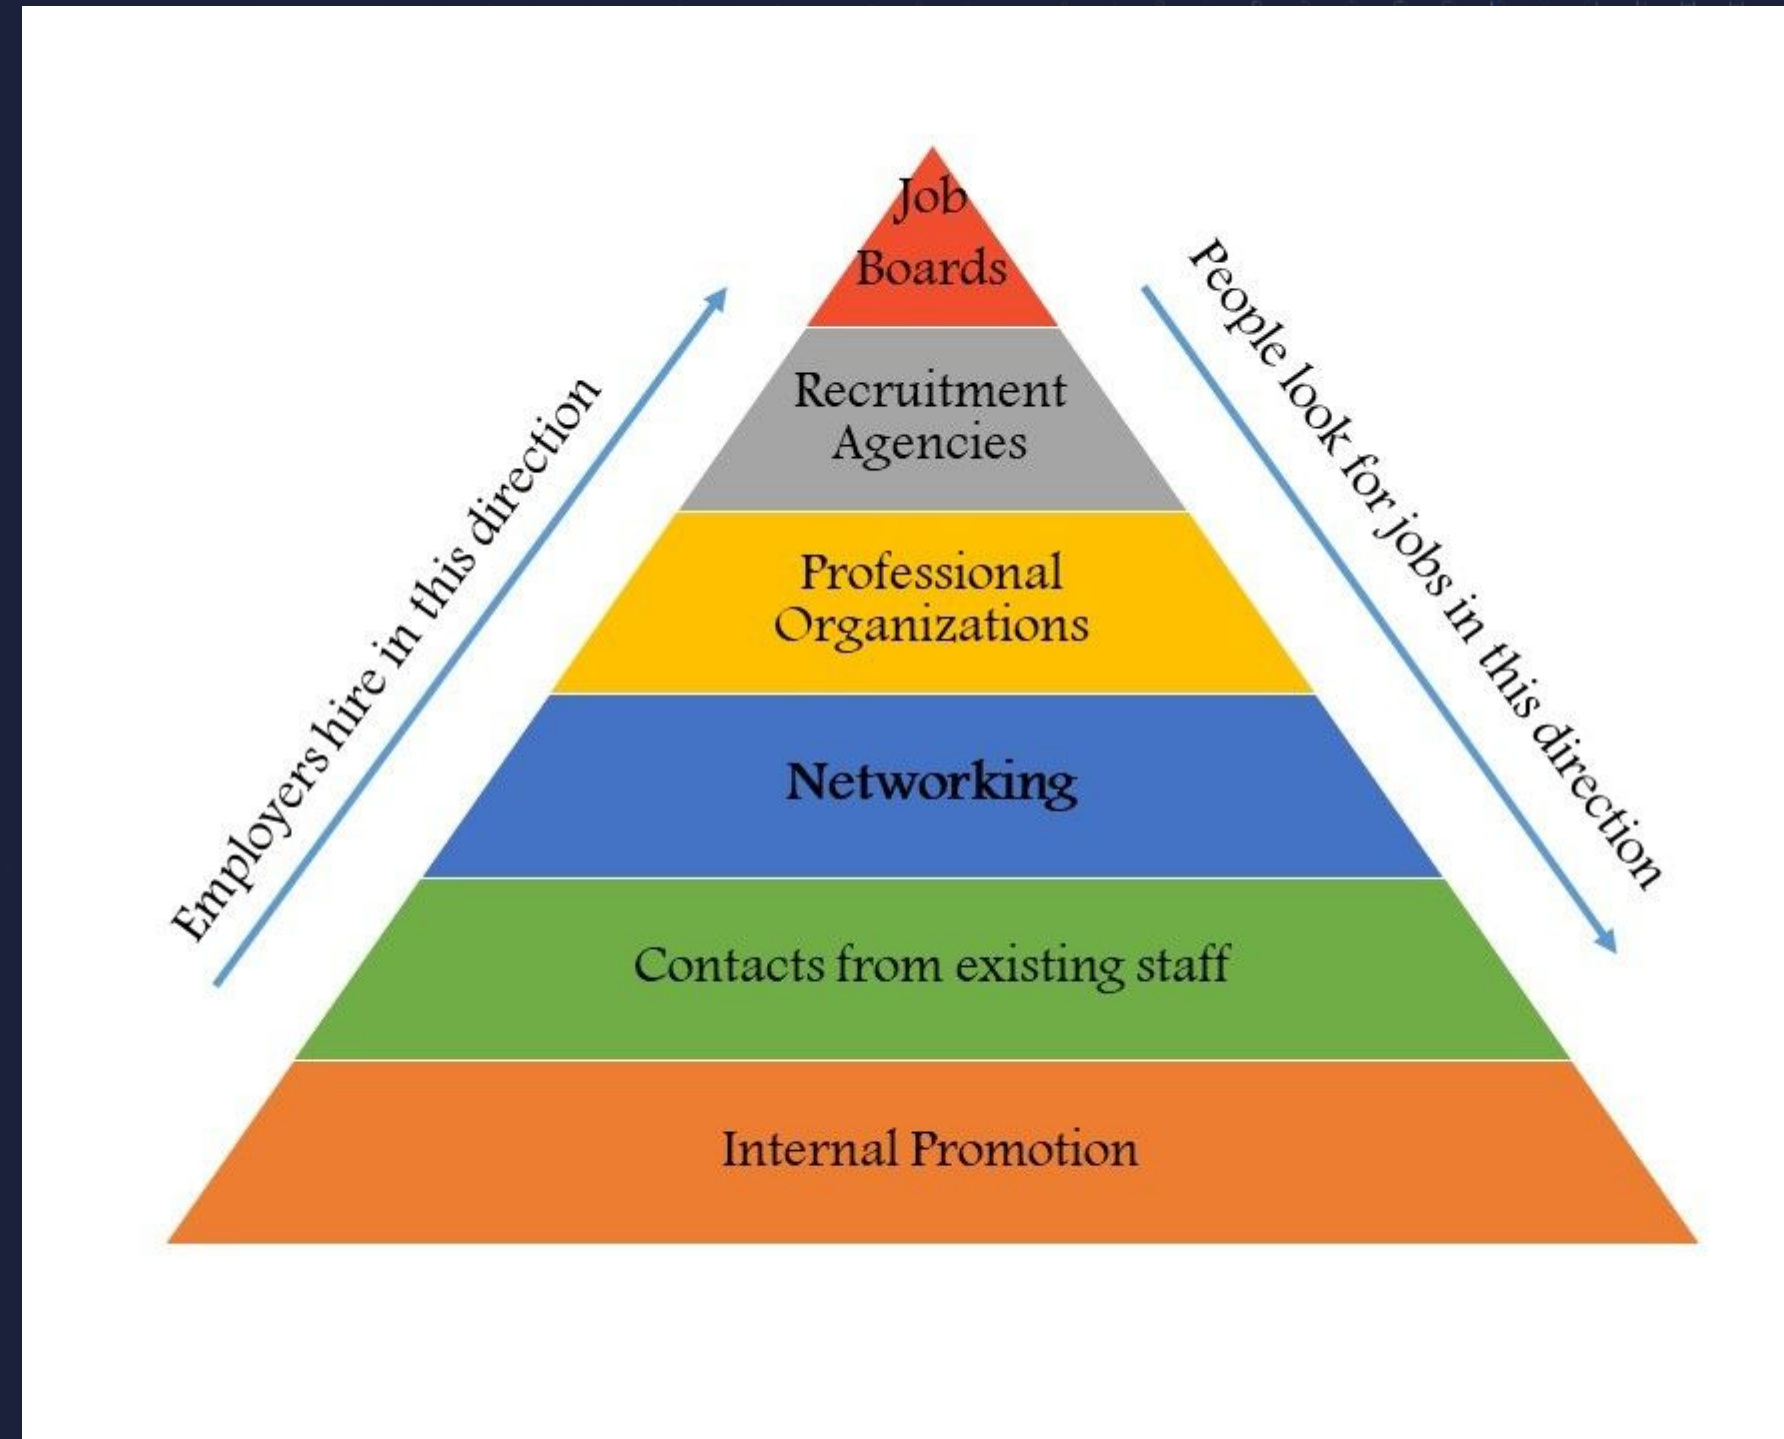 Job
Boards
Recruitment
Agencies
Professional
Organizations
Networking
Contacts from existing staff
Internal Promotion
Employers hire in this direction
People look for jobs in this direction